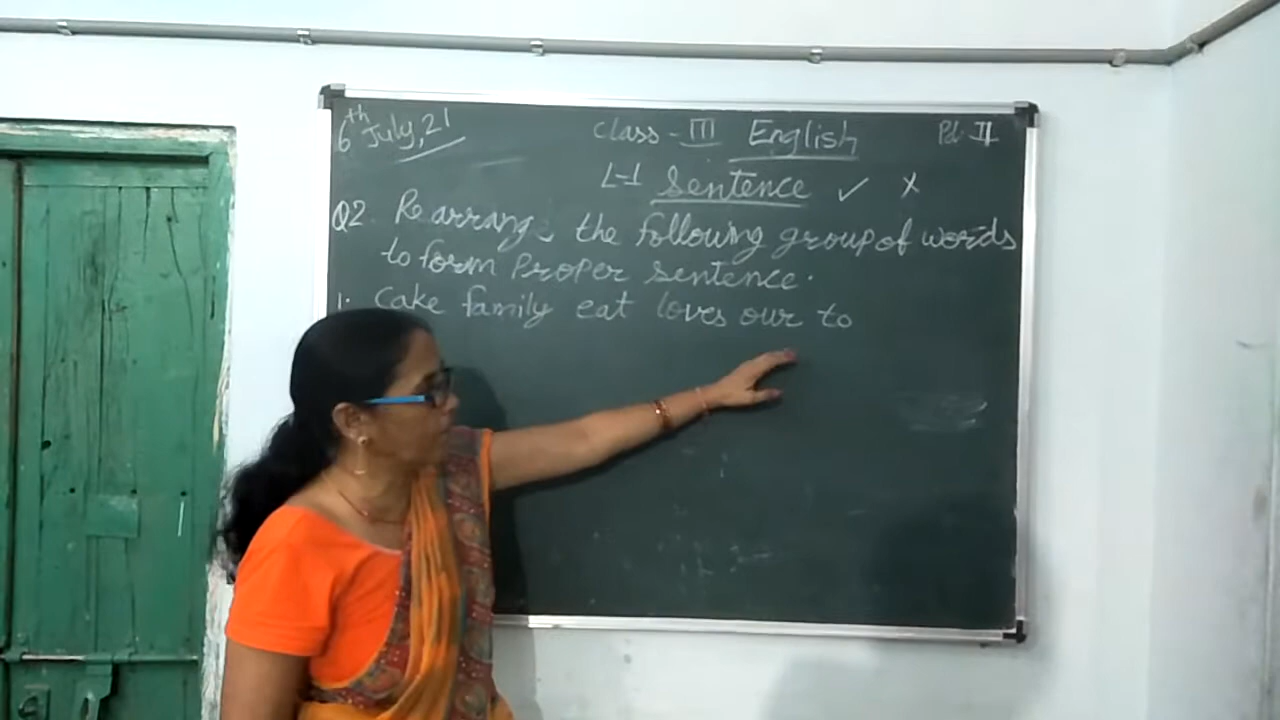 6th July, 21 Class - III English Pd. II
L-1 Sentence ✓ x
Q2. Rearrange the following group of words
to form Proper sentence.
1. Cake family eat loves our to